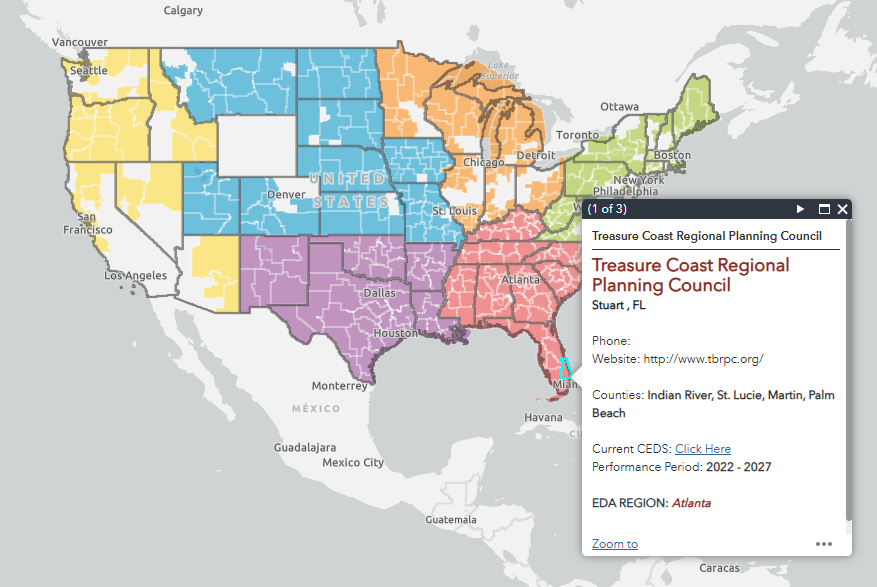 Calgary
Vancouver
Seattle
Lake
Superior
Ottawa
Toronto
Chicago
Detroit
Boston
New York
Philadelphia
UNITED
STATES
Denver
St. Louis
W
San
Francisco
Los Angeles
Dallas
Atlanta
Houston
Monterrey
Miam
MÉXICO
Havana
CU
Guadalajara
Mexico City
Guatemala
Caracas
(1 of 3)
Treasure Coast Regional Planning Council
Treasure Coast Regional
Planning Council
Stuart , FL
Phone:
Website: http://www.tbrpc.org/
Counties: Indian River, St. Lucie, Martin, Palm
Beach
Current CEDS: Click Here
Performance Period: 2022 - 2027
EDA REGION: Atlanta
Zoom to